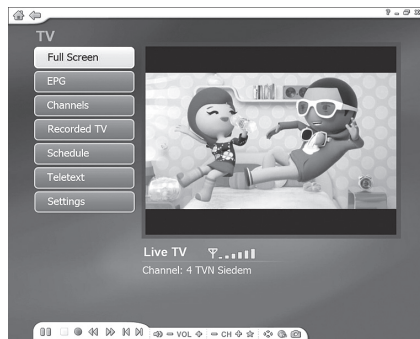 TV
Full Screen
EPG
Channels
Recorded TV
Schedule
Teletext
Settings
Live TV
Channel: 4 TVN Siedem
VOL
CH